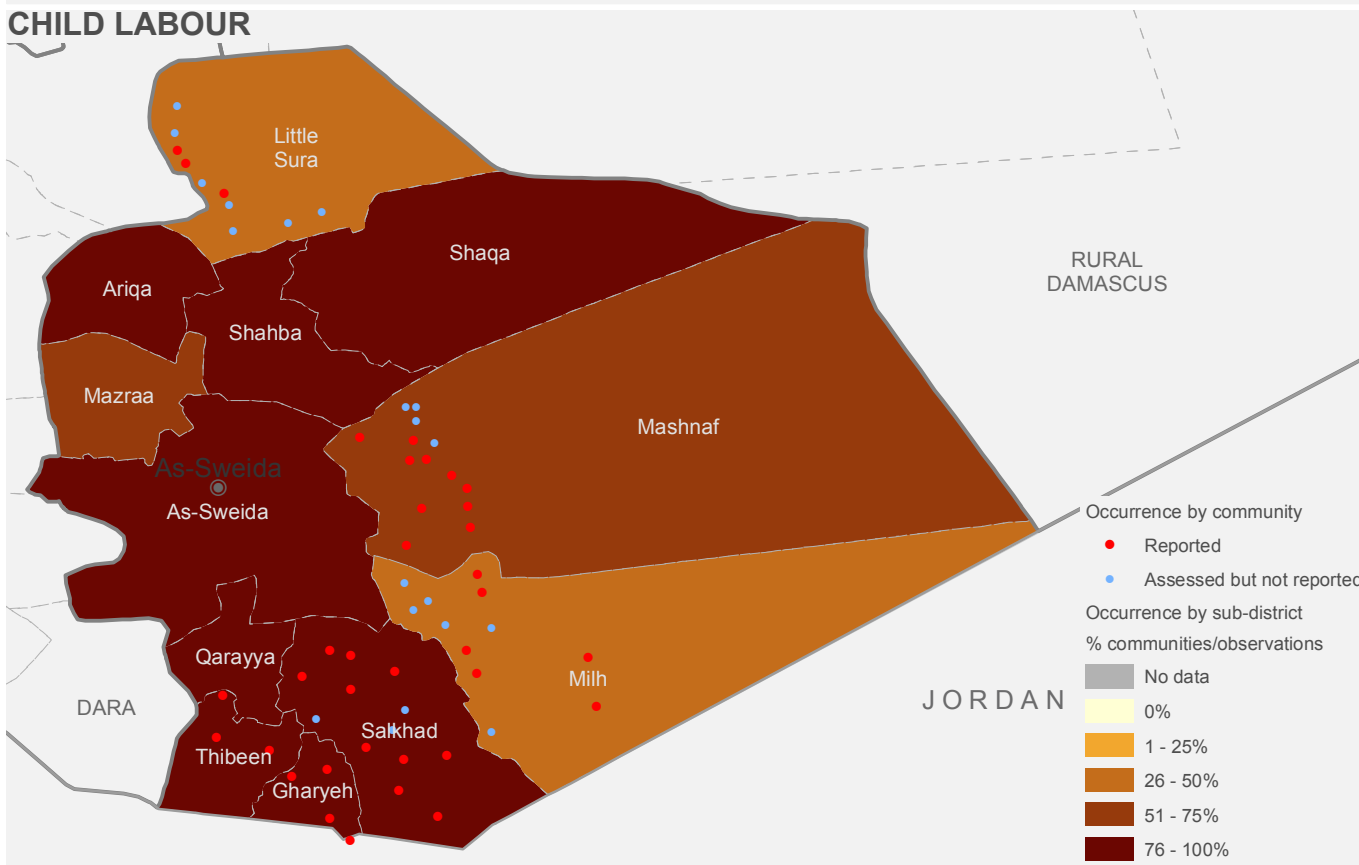 CHILD LABOUR
Little
Sura
Shaqa
RURAL
DAMASCUS
Ariqa
Shahba
Mazraa
Mashnaf
As-Sweida
As-Sweida
Occurrence by community
Reported
Assessed but not reported
Occurrence by sub-district
% communities/observations
No data
0%
1 - 25%
26 - 50%
51 - 75%
76 - 100%
Qarayya
Milh
JORDAN
DARA
Salkhad
Thibeen
Gharyeh